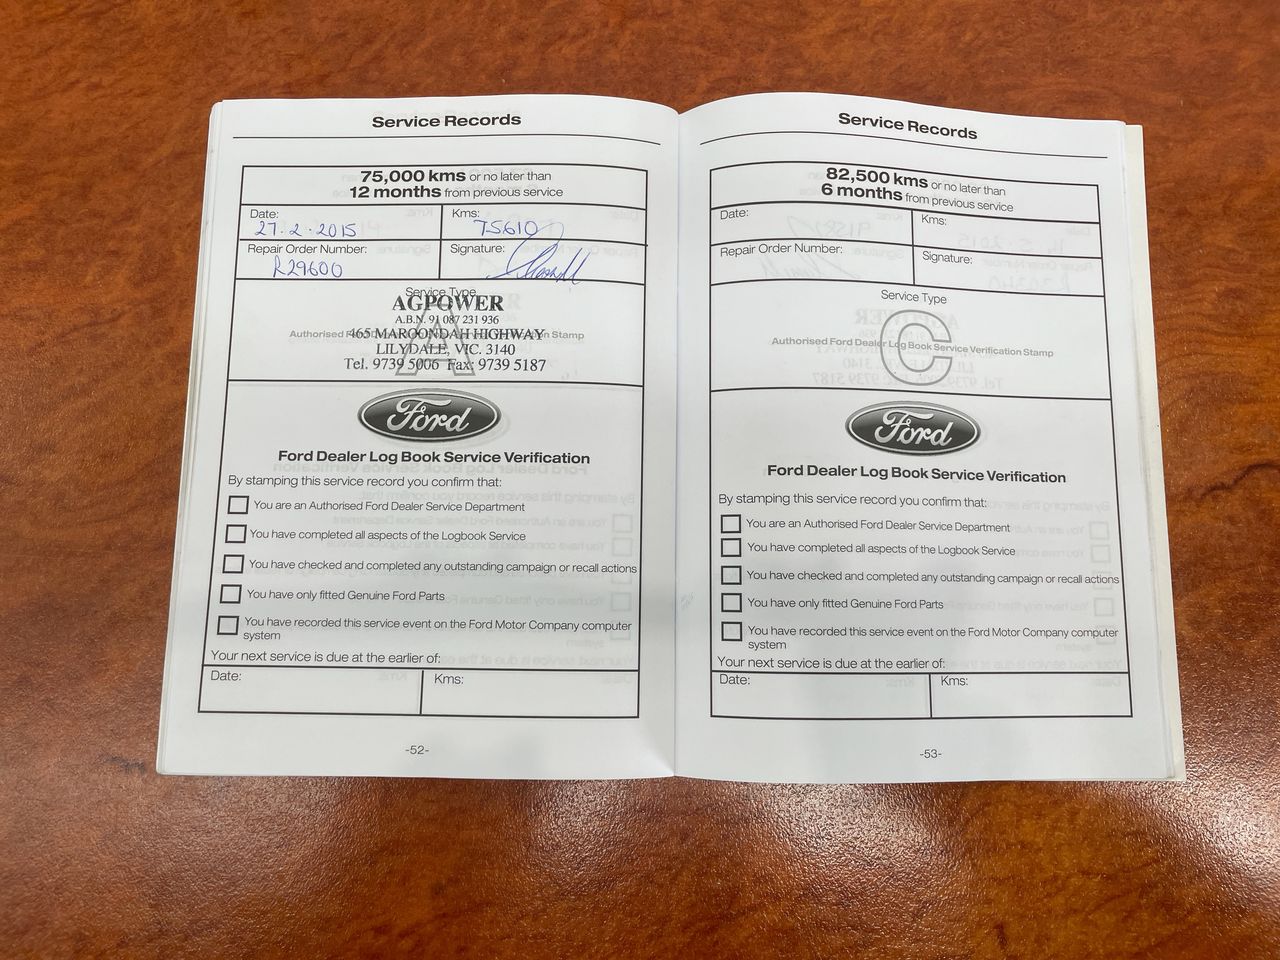 Service Records
75,000 kms or no later than
12 months from previous service
Date:
27.2.2015
Kms:
75610
Repair Order Number:
R29600
Signature:
Service Type
A
AGPOWER
A.B.N. 91 087 231 936
Authorised Ford Dealer Log Book Service Verification Stamp
465 MAROONDAH HIGHWAY
LILYDALE, VIC. 3140
Tel. 9739 5006 Fax: 9739 5187
Ford
Ford Dealer Log Book Service Verification
By stamping this service record you confirm that:
You are an Authorised Ford Dealer Service Department
You have completed all aspects of the Logbook Service
You have checked and completed any outstanding campaign or recall actions
You have only fitted Genuine Ford Parts
You have recorded this service event on the Ford Motor Company computer
system
Your next service is due at the earlier of:
Date:
Kms:
-52-
Service Records
82,500 kms or no later than
6 months from previous service
Date:
Kms:
Repair Order Number:
Signature:
Service Type
C
Authorised Ford Dealer Log Book Service Verification Stamp
Ford
Ford Dealer Log Book Service Verification
By stamping this service record you confirm that:
You are an Authorised Ford Dealer Service Department
You have completed all aspects of the Logbook Service
You have checked and completed any outstanding campaign or recall actions
You have only fitted Genuine Ford Parts
You have recorded this service event on the Ford Motor Company computer
system
Your next service is due at the earlier of:
Date:
Kms:
-53-